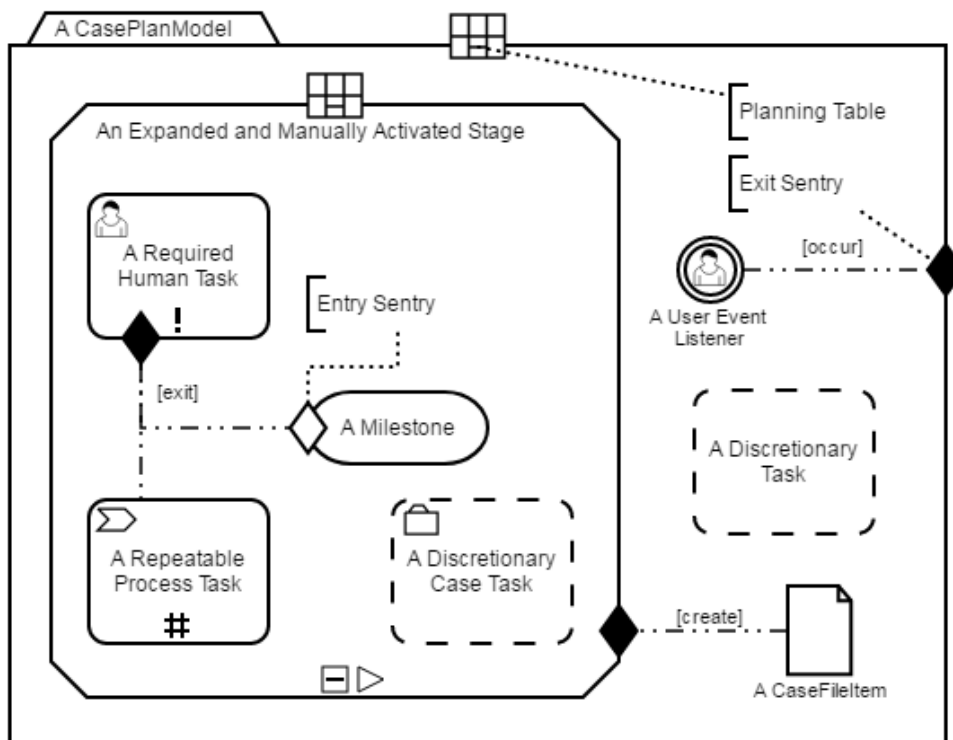 A CasePlanModel
An Expanded and Manually Activated Stage
Planning Table
Exit Sentry
A Required
Human Task
!
[occur]
A User Event
Listener
Entry Sentry
[exit]
A Milestone
A Discretionary
Task
A Repeatable
Process Task
#
A Discretionary
Case Task
[create]
A CaseFileItem